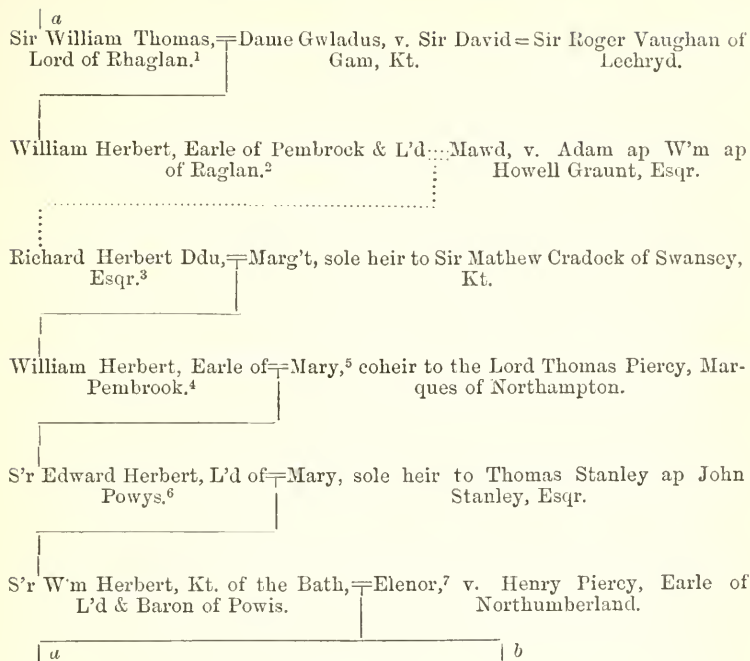 a
Sir William Thomas,=Dame Gwladus, v. Sir David=Sir Roger Vaughan of
Lord of Rhaglan.¹ Gam, Kt. Lechryd.
William Herbert, Earle of Pembrock & L'd····Mawd, v. Adam ap W'm ap
of Raglan.² Howell Graunt, Esqr.
Richard Herbert Ddu,=Marg't, sole heir to Sir Mathew Cradock of Swansey,
Esqr.³ Kt.
William Herbert, Earle of=Mary,⁵ coheir to the Lord Thomas Piercy, Mar-
Pembrook.⁴ ques of Northampton.
S'r Edward Herbert, L'd of=Mary, sole heir to Thomas Stanley ap John
Powys.⁶ Stanley, Esqr.
S'r W'm Herbert, Kt. of the Bath,=Elenor,⁷ v. Henry Piercy, Earle of
L'd & Baron of Powis. Northumberland.
a b